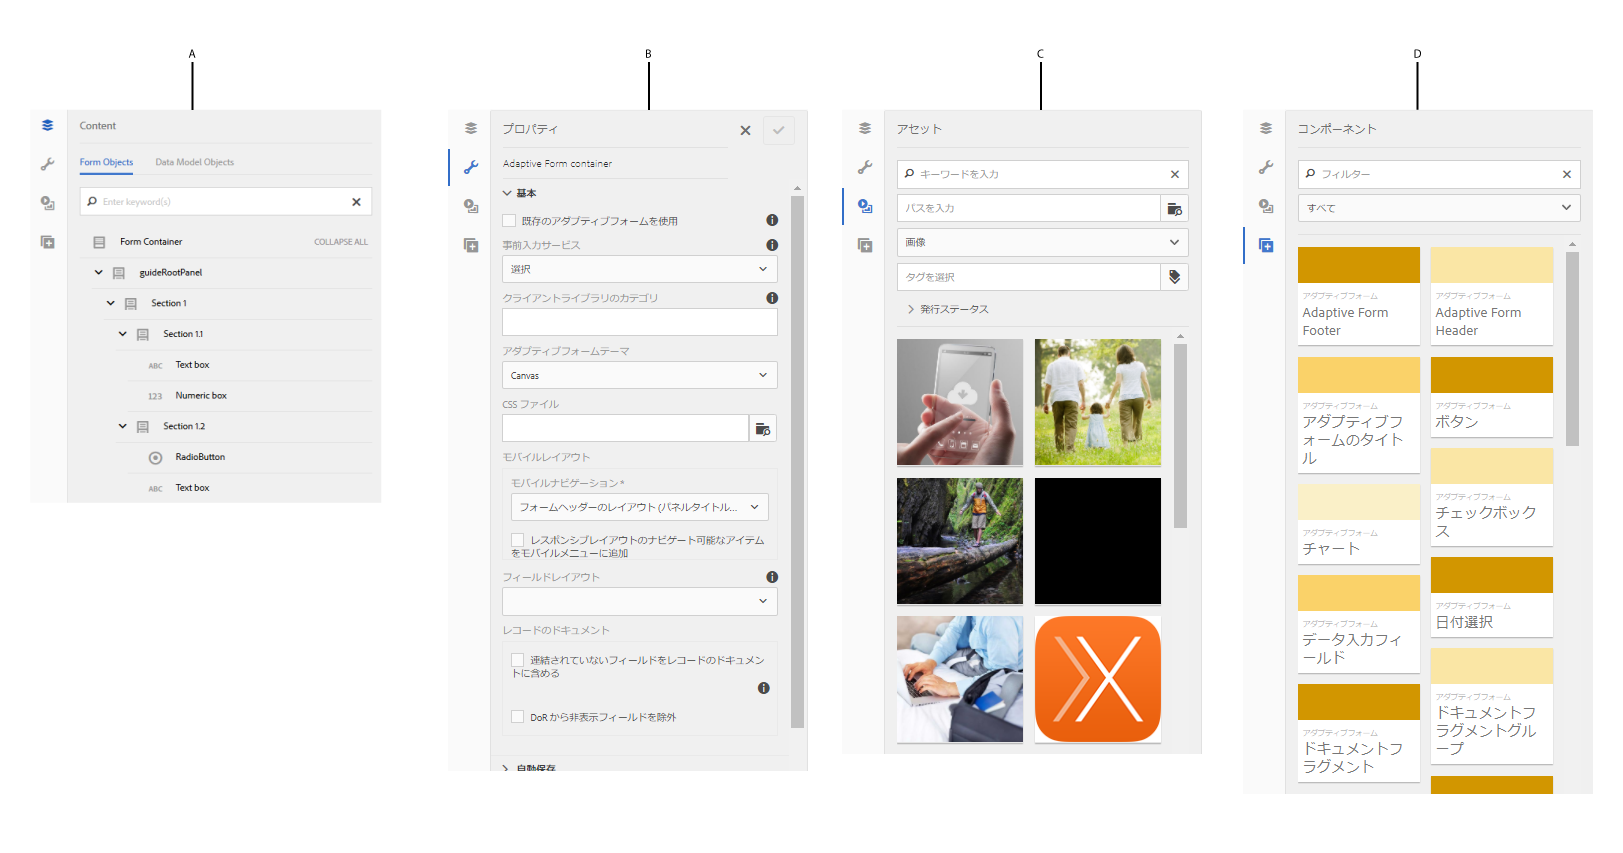 A
Content
Form Objects
Data Model Objects
Enter keyword(s)
Form Container
COLLAPSE ALL
guideRootPanel
Section 1
Section 1.1
ABC Text box
123 Numeric box
Section 1.2
RadioButton
ABC Text box
B
プロパティ
Adaptive Form container
基本
既存のアダプティブフォームを使用
事前入力サービス
選択
クライアントライブラリのカテゴリ
アダプティブフォームテーマ
Canvas
CSS ファイル
モバイルレイアウト
モバイルナビゲーション *
フォームヘッダーのレイアウト (パネルタイトル...
レスポンシブレイアウトのナビゲート可能なアイテム
をモバイルメニューに追加
フィールドレイアウト
レコードのドキュメント
連結されていないフィールドをレコードのドキュメン
トに含める
DoR から非表示フィールドを除外
自動保存
C
アセット
キーワードを入力
パスを入力
画像
タグを選択
発行ステータス
D
コンポーネント
フィルター
すべて
アダプティブフォーム
Adaptive Form
Footer
アダプティブフォーム
Adaptive Form
Header
アダプティブフォーム
アダプティブフ
ォームのタイト
ル
アダプティブフォーム
ボタン
アダプティブフォーム
チェックボック
ス
アダプティブフォーム
チャート
アダプティブフォーム
日付選択
アダプティブフォーム
データ入力フィ
ールド
アダプティブフォーム
ドキュメントフ
ラグメントグル
ープ
アダプティブフォーム
ドキュメントフ
ラグメント